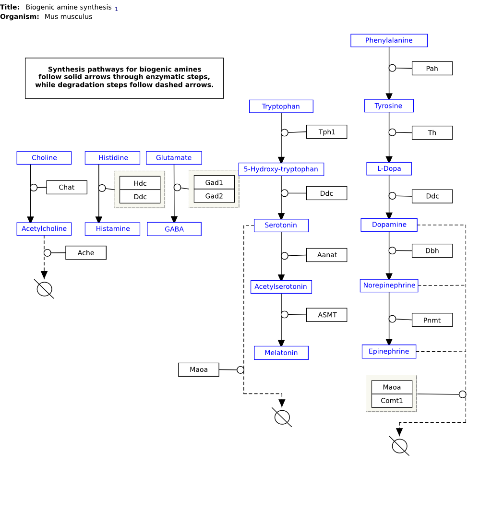 Title: Biogenic amine synthesis 1
Organism: Mus musculus
Phenylalanine
Synthesis pathways for biogenic amines
follow solid arrows through enzymatic steps,
while degradation steps follow dashed arrows.
Pah
Tryptophan
Tyrosine
Tph1
Th
Choline
Histidine
Glutamate
5-Hydroxy-tryptophan
L-Dopa
Chat
Hdc
Ddc
Gad1
Gad2
Ddc
Ddc
Acetylcholine
Histamine
GABA
Serotonin
Dopamine
Ache
Aanat
Dbh
Acetylserotonin
Norepinephrine
ASMT
Pnmt
Melatonin
Epinephrine
Maoa
Maoa
Comt1